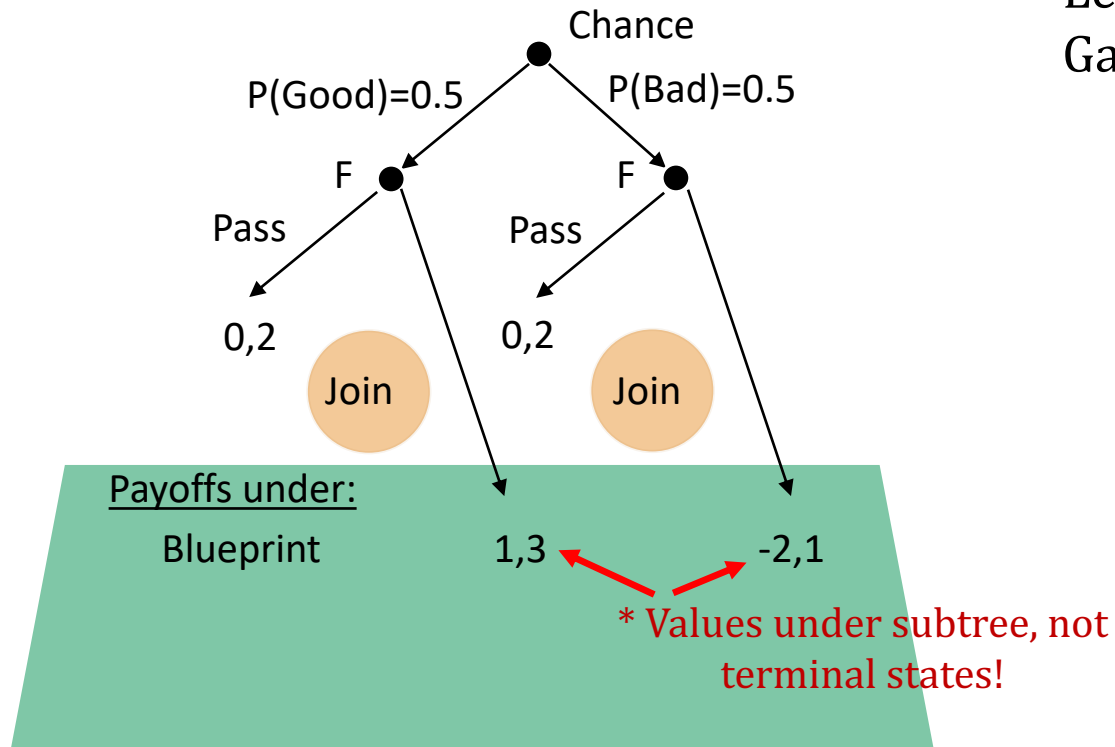 Chance
P(Good)=0.5
P(Bad)=0.5
F
F
Pass
Pass
0,2
0,2
Join
Join
Payoffs under:
Blueprint
1,3
-2,1
* Values under subtree, not
terminal states!